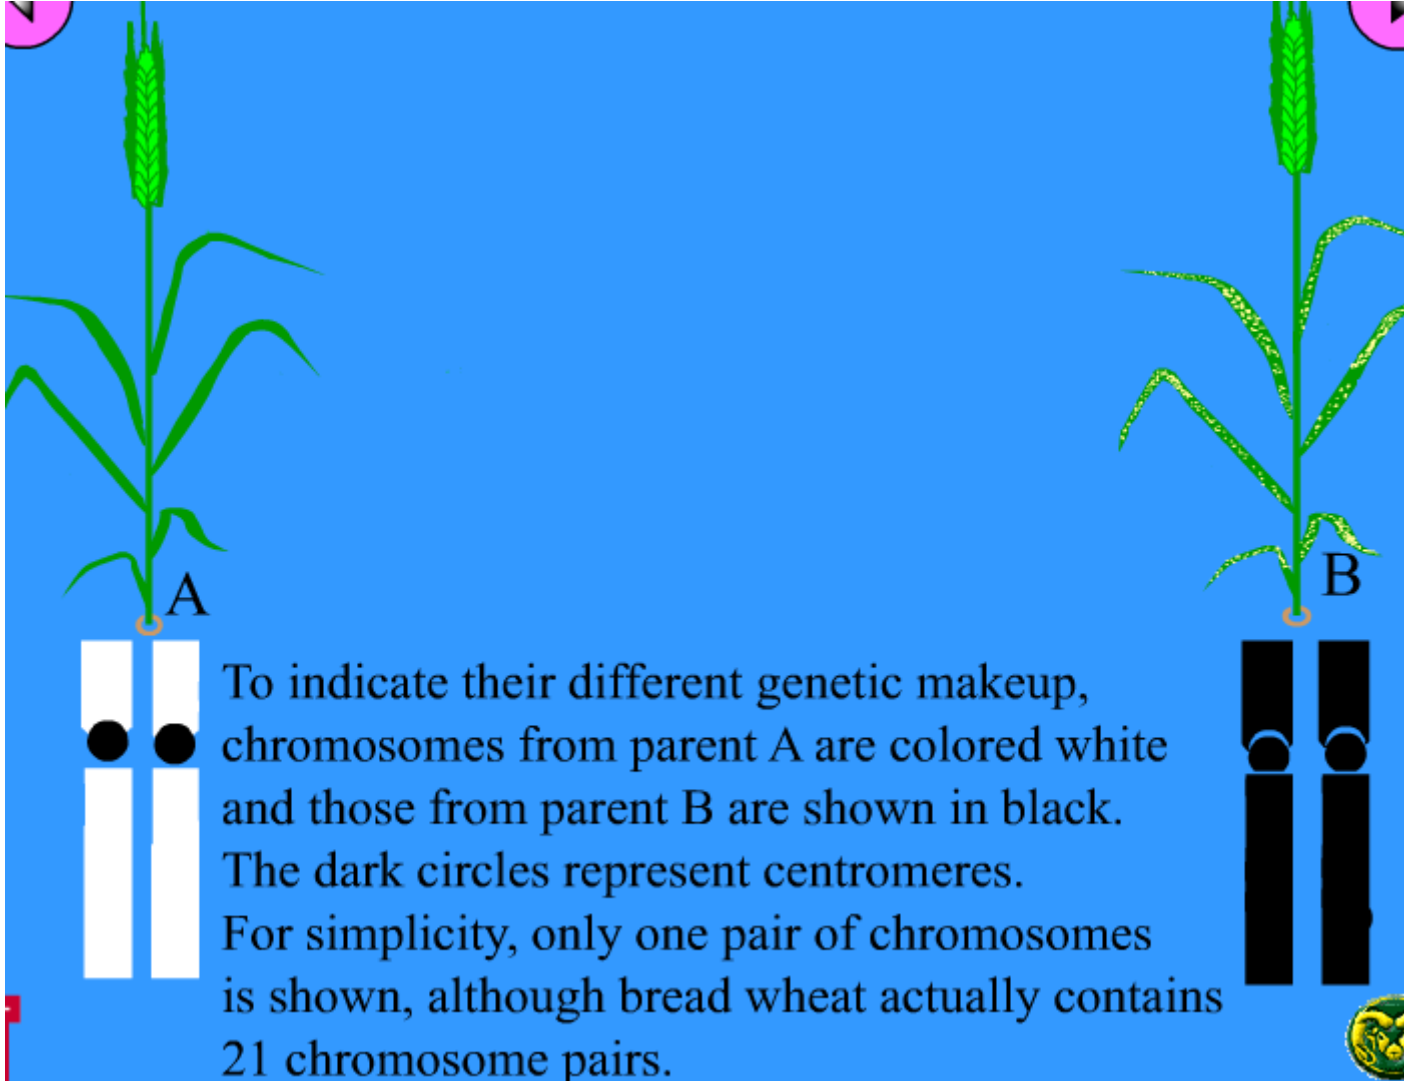 A
B
To indicate their different genetic makeup,
chromosomes from parent A are colored white
and those from parent B are shown in black.
The dark circles represent centromeres.
For simplicity, only one pair of chromosomes
is shown, although bread wheat actually contains
21 chromosome pairs.